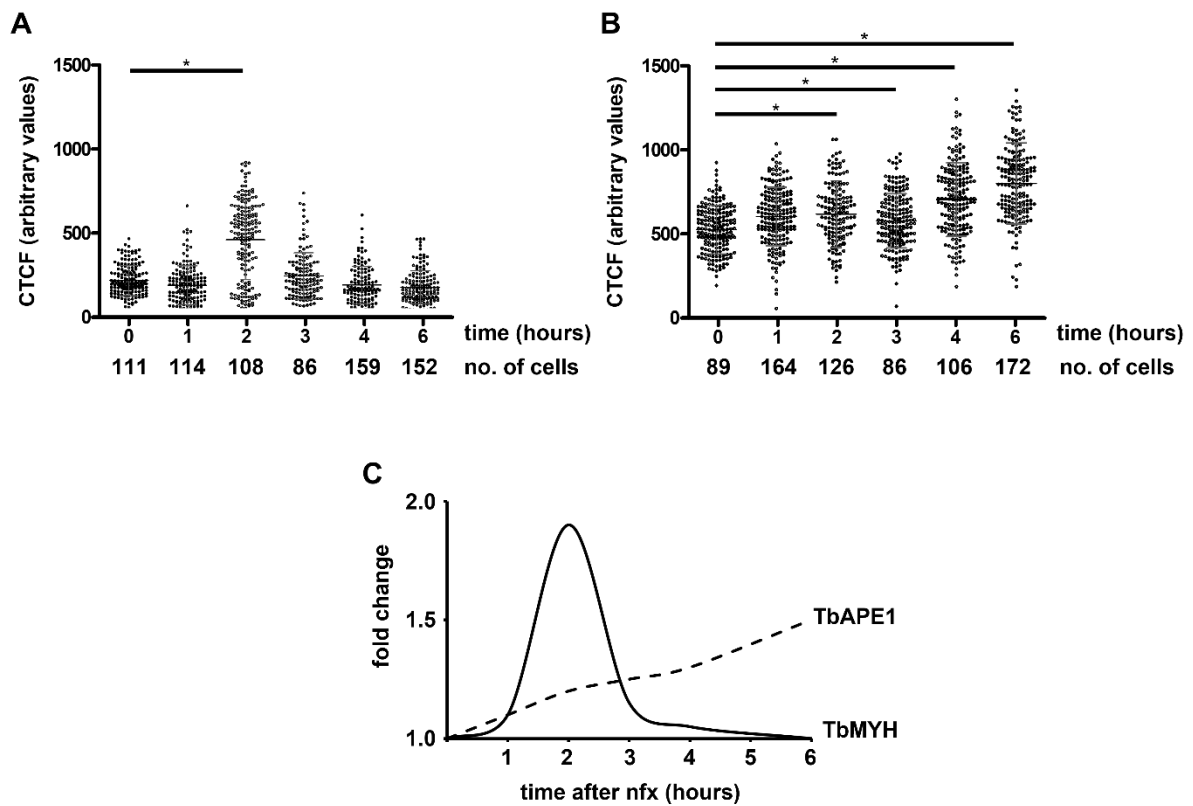 A
CTCF (arbitrary values)
1500
1000
500
0
*
0 1 2 3 4 6 time (hours)
111 114 108 86 159 152 no. of cells
B
CTCF (arbitrary values)
1500
1000
500
0
*
*
*
*
0 1 2 3 4 6 time (hours)
89 164 126 86 106 172 no. of cells
C
fold change
2.0
1.5
1.0
TbAPE1
TbMYH
1 2 3 4 5 6
time after nfx (hours)